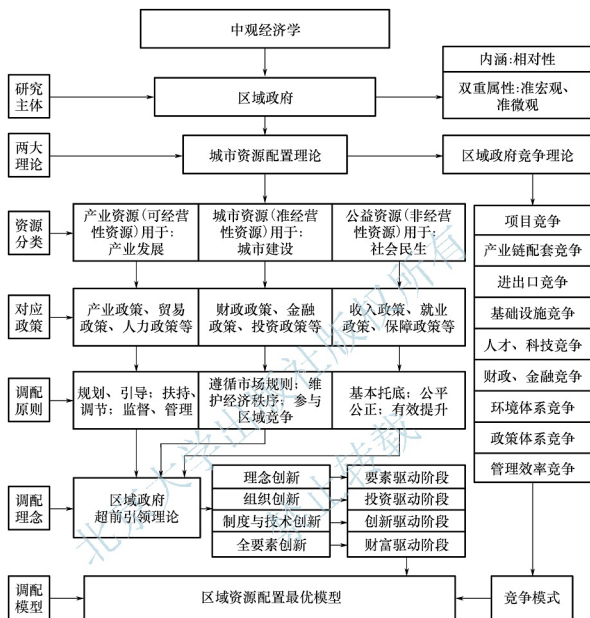 中观经济学
研究
主体
区域政府
内涵:相对性
双重属性:准宏观、
准微观
两大
理论
城市资源配置理论
区域政府竞争理论
资源
分类
产业资源(可经营
性资源)用于:
产业发展
城市资源(准经营
性资源)用于:
城市建设
公益资源(非经营
性资源)用于:
社会民生
对应
政策
产业政策、贸易
政策、人力政策等
财政政策、金融
政策、投资政策等
收入政策、就业
政策、保障政策等
调配
原则
规划、引导; 扶持、
调节; 监督、管理
遵循市场规则; 维
护经济秩序; 参与
区域竞争
基本托底; 公平
公正; 有效提升
项目竞争
产业链配套竞争
进出口竞争
基础设施竞争
人才、科技竞争
财政、金融竞争
环境体系竞争
政策体系竞争
管理效率竞争
调配
理念
区域政府
超前引领理论
理念创新
组织创新
制度与技术创新
全要素创新
要素驱动阶段
投资驱动阶段
创新驱动阶段
财富驱动阶段
调配
模型
区域资源配置最优模型
竞争模式
北京大学出版社版权所有
禁止转载